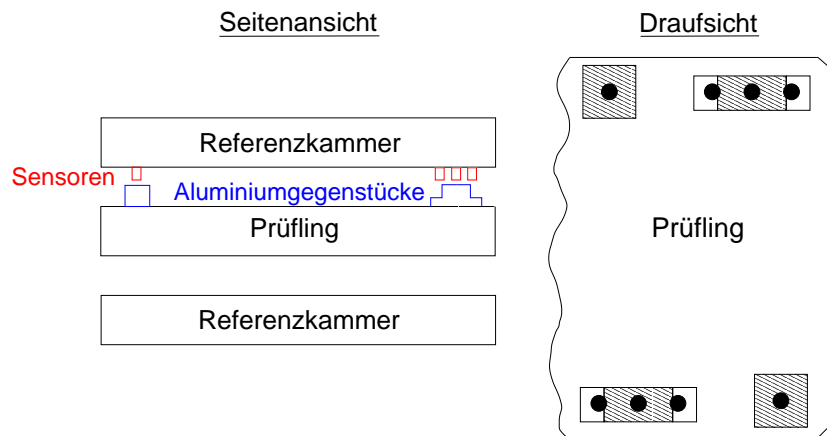 Seitenansicht
Draufsicht
Referenzkammer
Sensoren
Aluminiumgegenstücke
Prüfling
Prüfling
Referenzkammer